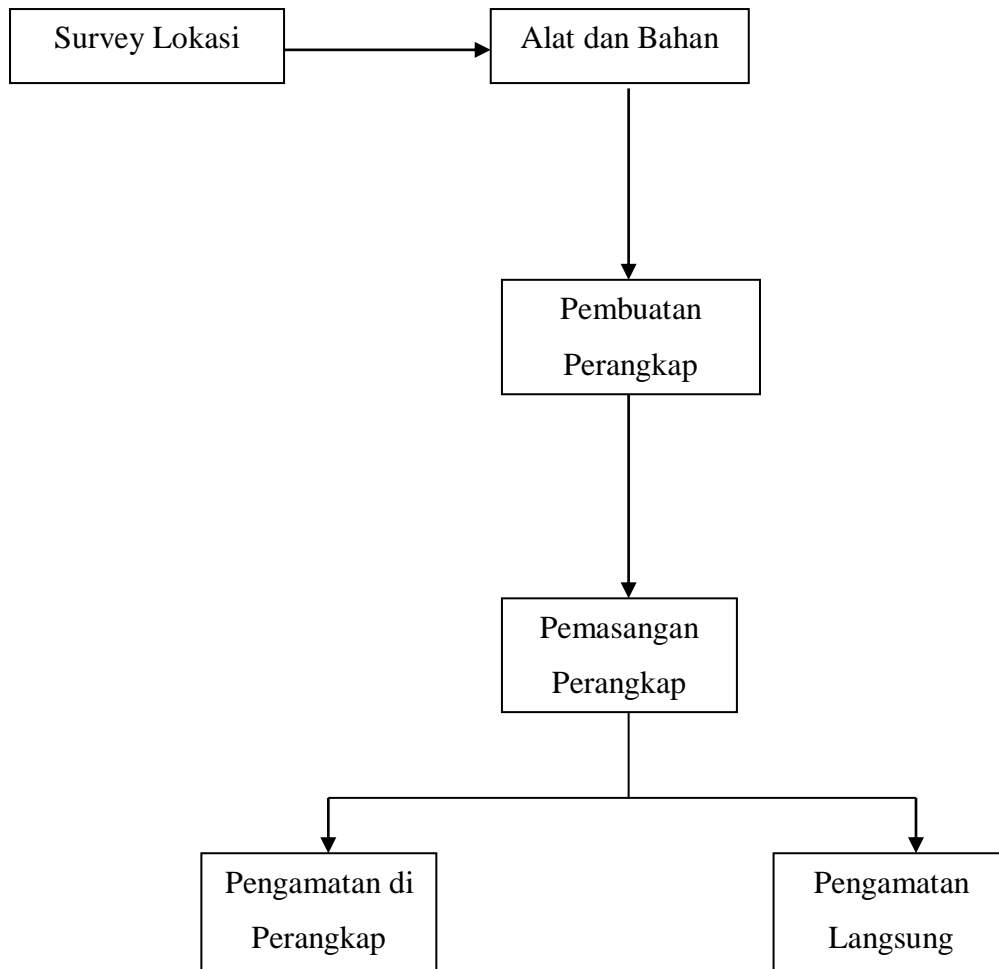 Survey Lokasi
Alat dan Bahan
Pembuatan
Perangkap
Pemasangan
Perangkap
Pengamatan di
Perangkap
Pengamatan
Langsung